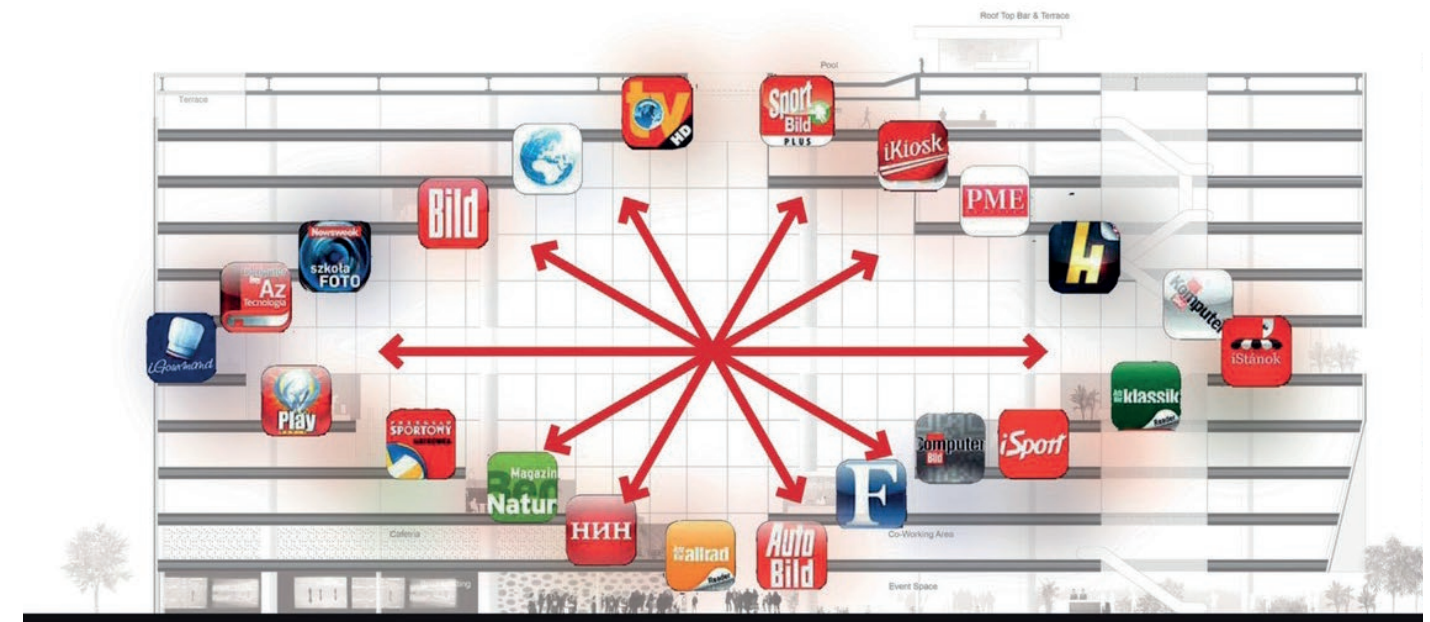 Roof Top Bar & Terrace
Pool
Terrace
tv
HD
Sport
Bild
PLUS
iKiosk
PME
Bild
Newsweek
szkoła
FOTO
Az
Tecnologia
iGourmand
Komputer
iStánok
klassik
Reader
Play
SPORTOWY
Magazin
Natur
НИН
allrad
Reader
Auto
Bild
F
Computer
Bild
iSport
Cafeteria
Co-Working Area
Event Space